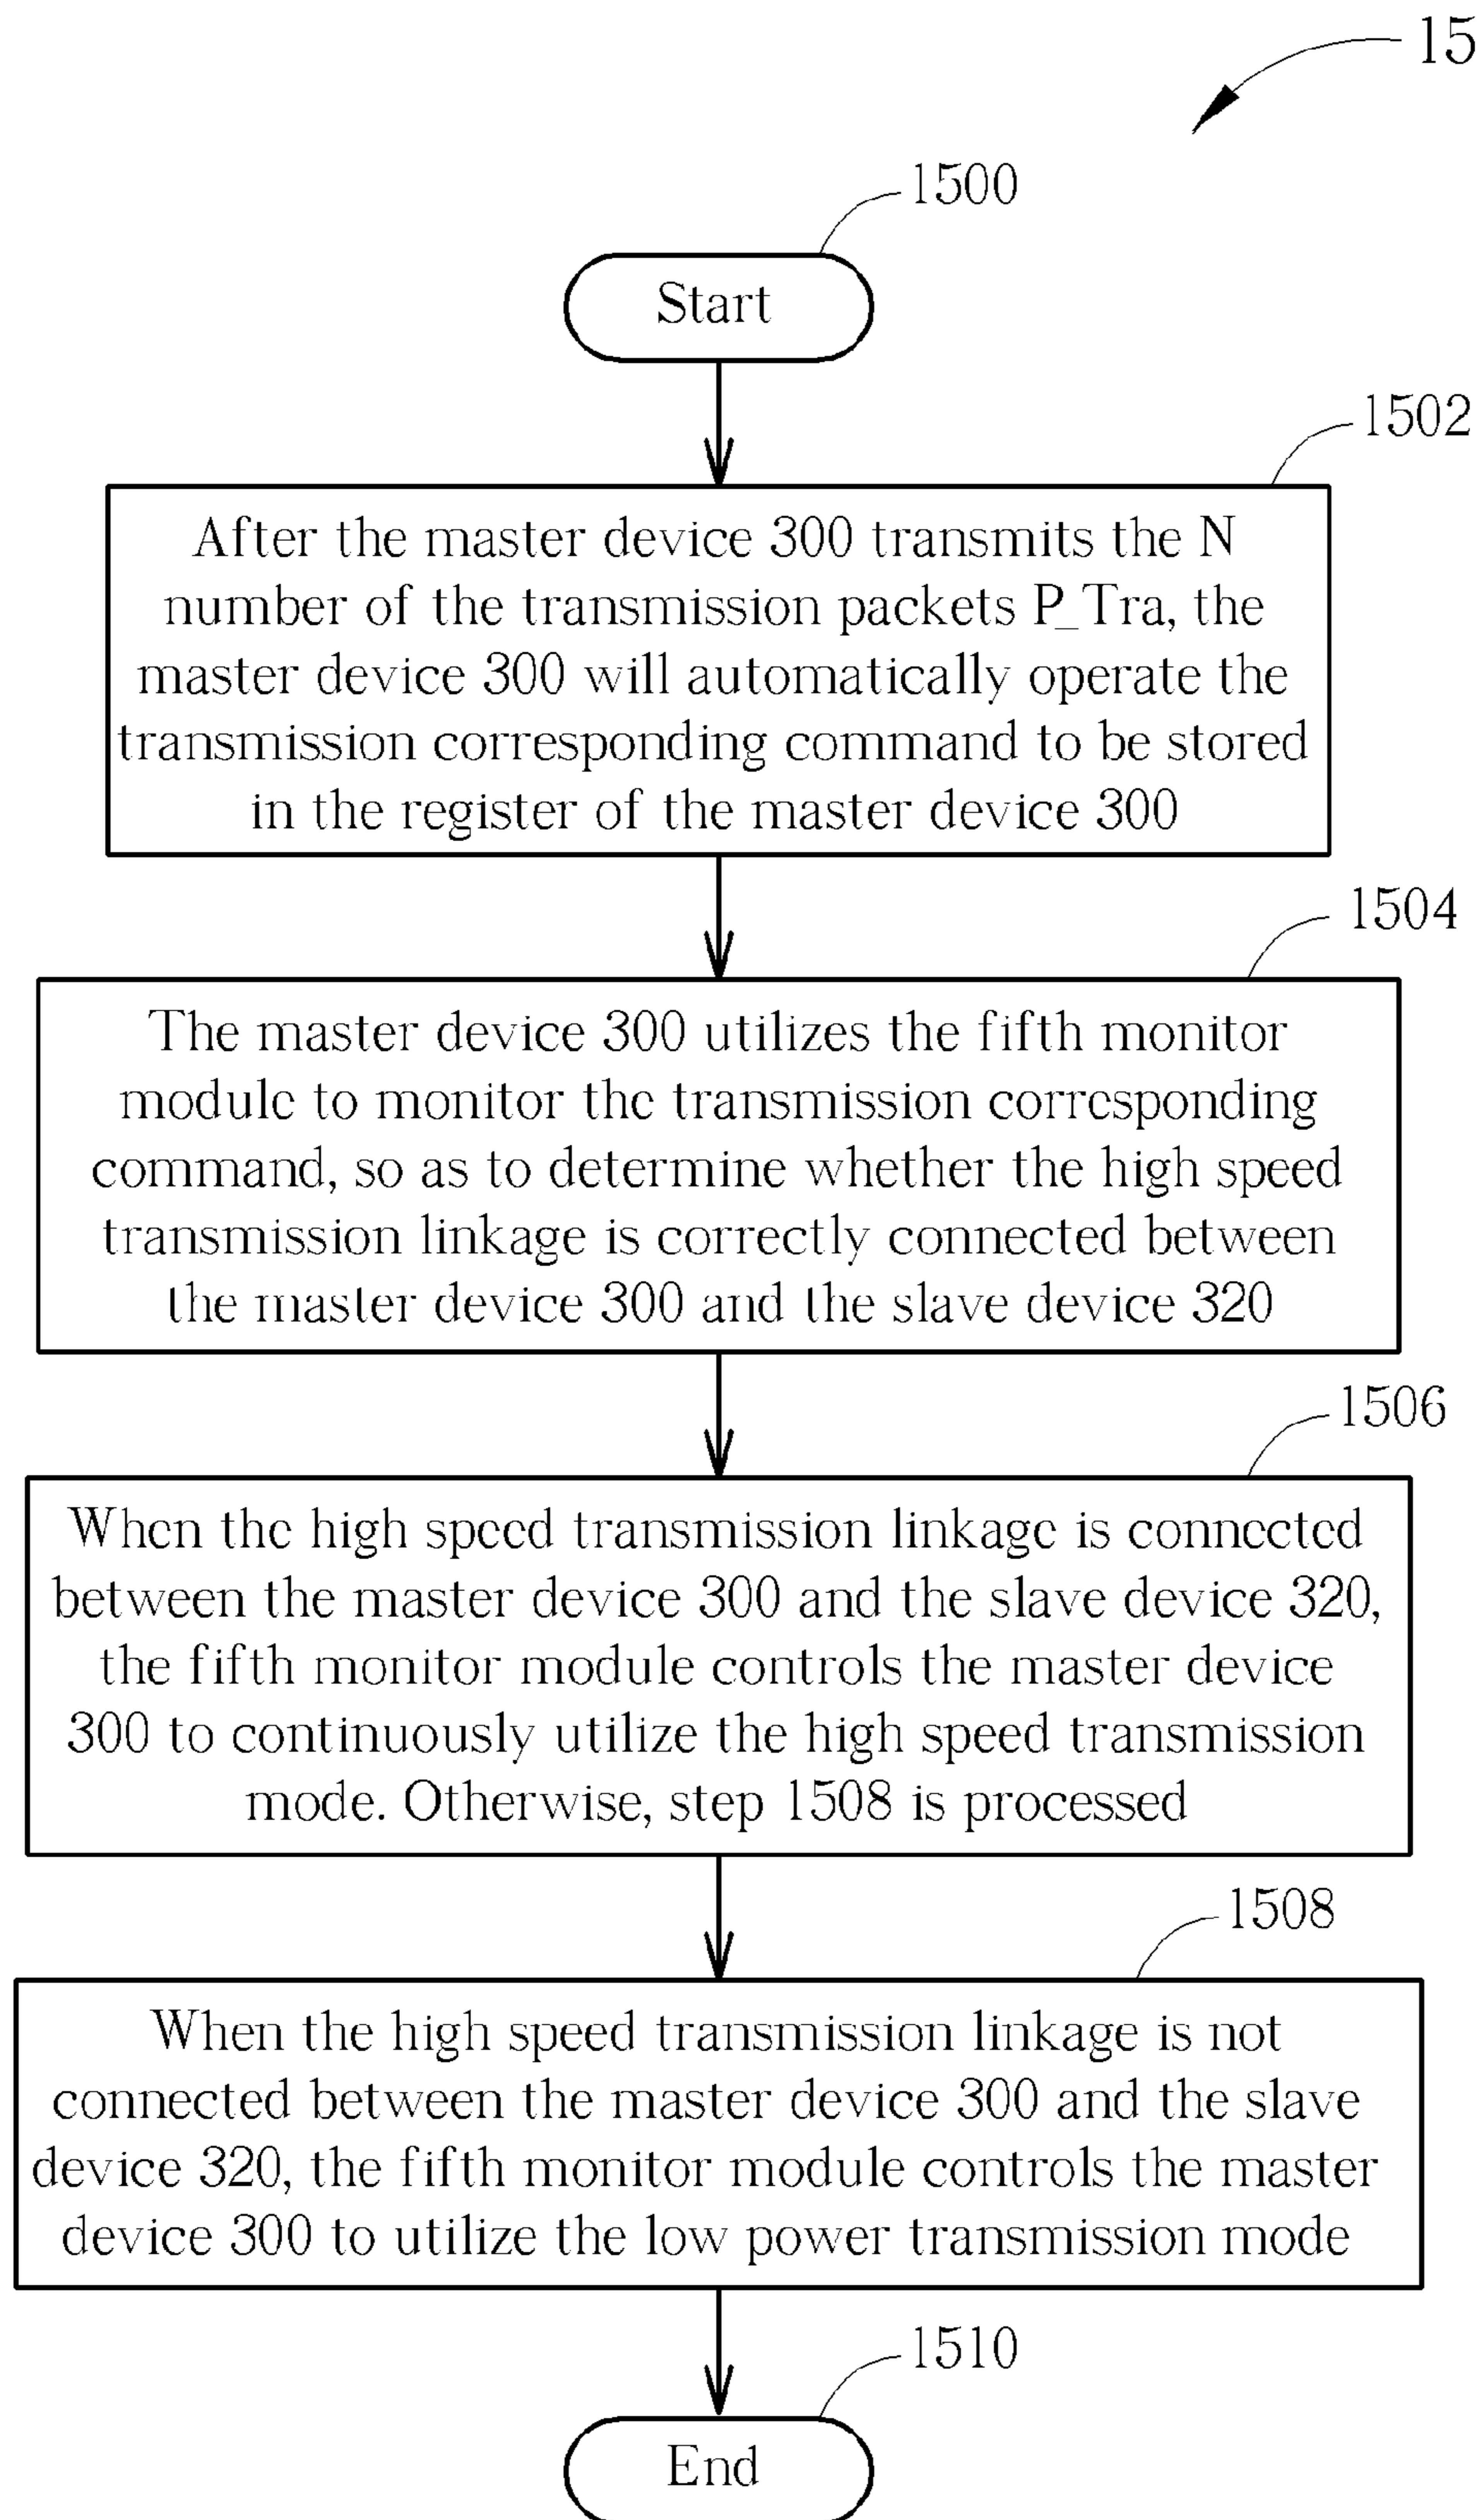 15
1500
Start
1502
After the master device 300 transmits the N
number of the transmission packets P_Tra, the
master device 300 will automatically operate the
transmission corresponding command to be stored
in the register of the master device 300
1504
The master device 300 utilizes the fifth monitor
module to monitor the transmission corresponding
command, so as to determine whether the high speed
transmission linkage is correctly connected between
the master device 300 and the slave device 320
1506
When the high speed transmission linkage is connected
between the master device 300 and the slave device 320,
the fifth monitor module controls the master device
300 to continuously utilize the high speed transmission
mode. Otherwise, step 1508 is processed
1508
When the high speed transmission linkage is not
connected between the master device 300 and the slave
device 320, the fifth monitor module controls the master
device 300 to utilize the low power transmission mode
1510
End